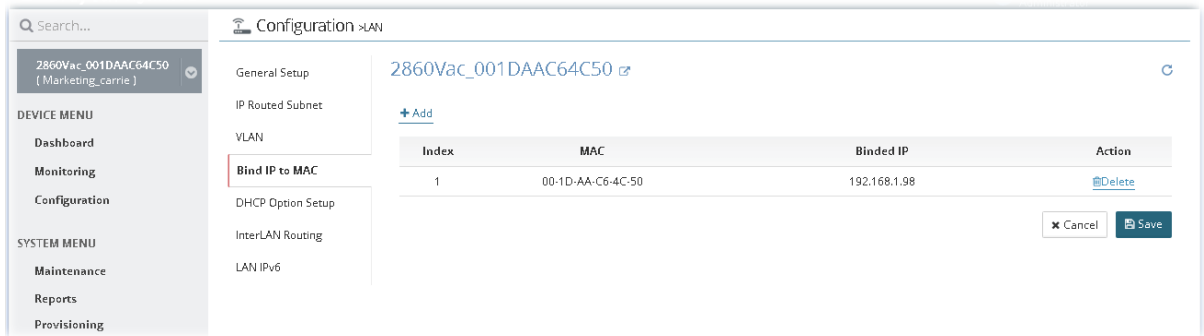 Search...
2860Vac_001DAAC64C50
( Marketing_carrie )
DEVICE MENU
Dashboard
Monitoring
Configuration
SYSTEM MENU
Maintenance
Reports
Provisioning
Configuration >LAN
General Setup
IP Routed Subnet
VLAN
Bind IP to MAC
DHCP Option Setup
InterLAN Routing
LAN IPv6
2860Vac_001DAAC64C50
+ Add
Index MAC Binded IP Action
1 00-1D-AA-C6-4C-50 192.168.1.98 Delete
Cancel Save